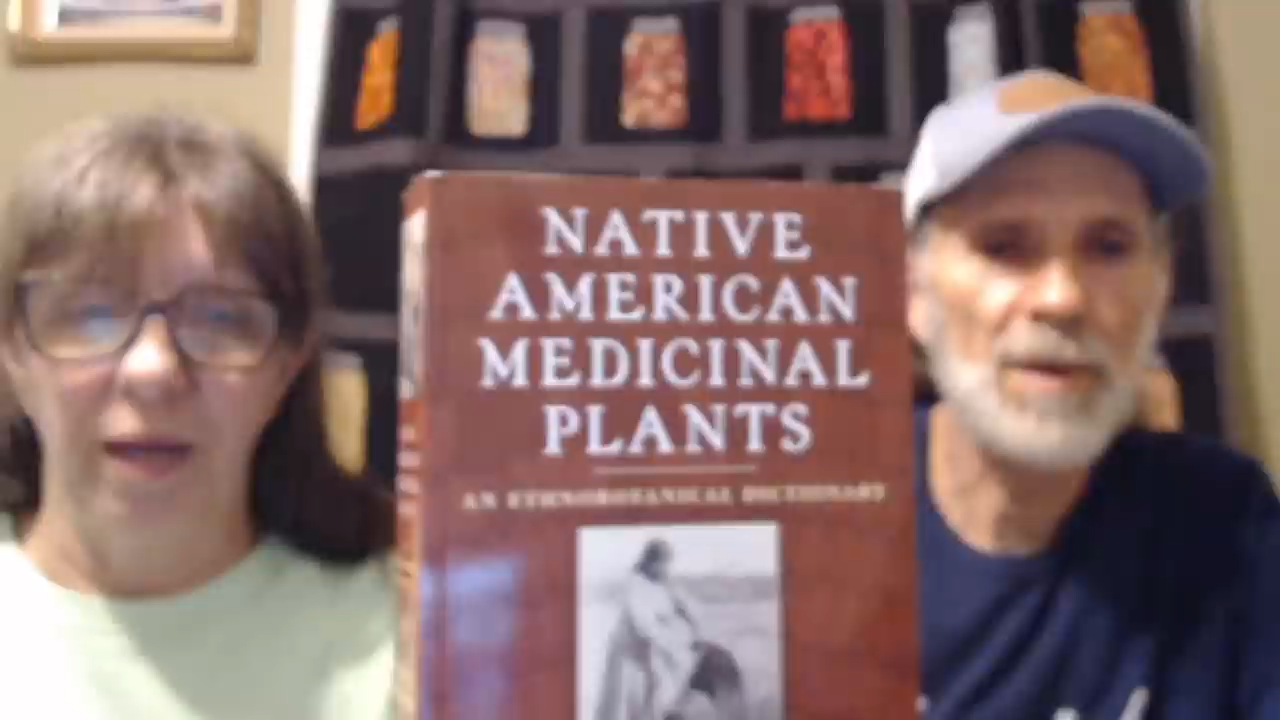 NATIVE
AMERICAN
MEDICINAL
PLANTS
AN ETHNOBOTANICAL DICTIONARY